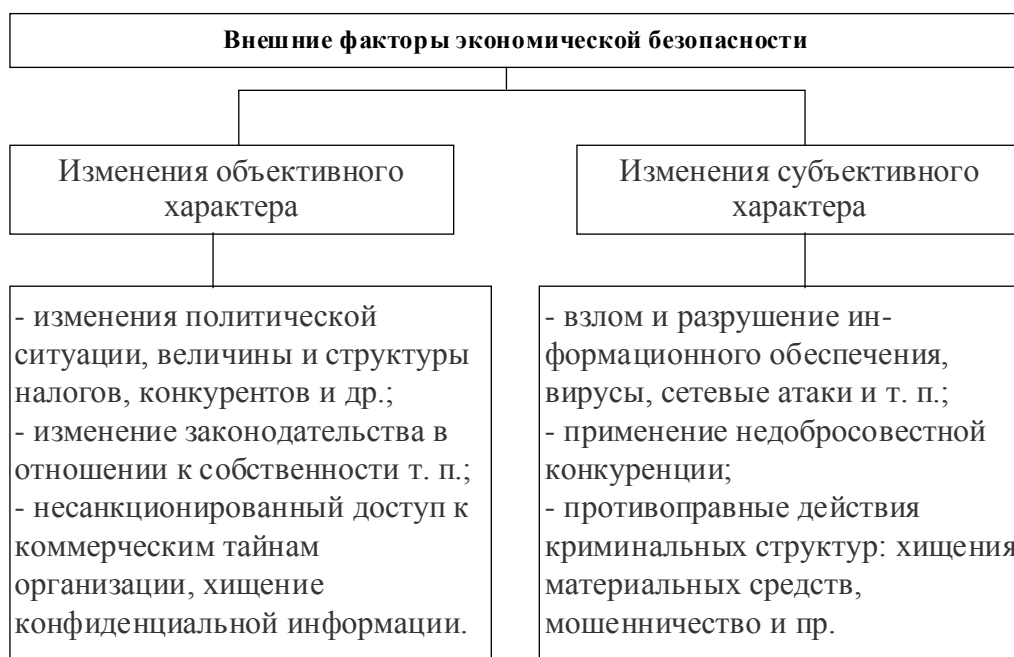 Внешние факторы экономической безопасности
Изменения объективного
характера
Изменения субъективного
характера
- изменения политической
ситуации, величины и структуры
налогов, конкурентов и др.;
- изменение законодательства в
отношении к собственности т. п.;
- несанкционированный доступ к
коммерческим тайнам
организации, хищение
конфиденциальной информации.
- взлом и разрушение ин-
формационного обеспечения,
вирусы, сетевые атаки и т. п.;
- применение недобросовестной
конкуренции;
- противоправные действия
криминальных структур: хищения
материальных средств,
мошенничество и пр.